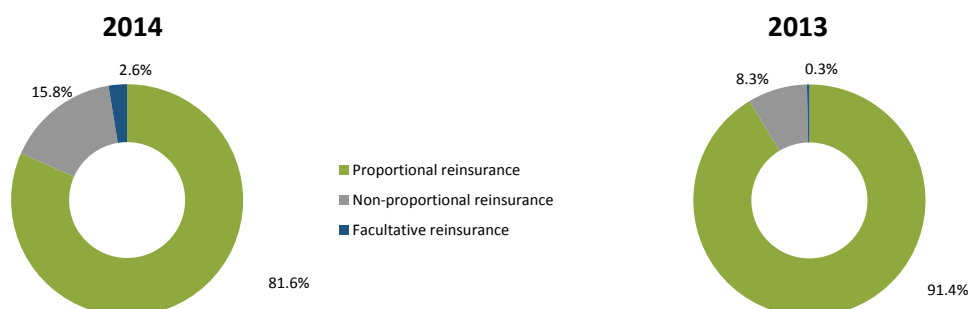 2014
2013
2.6%
15.8%
0.3%
8.3%
Proportional reinsurance
Non-proportional reinsurance
Facultative reinsurance
81.6%
91.4%